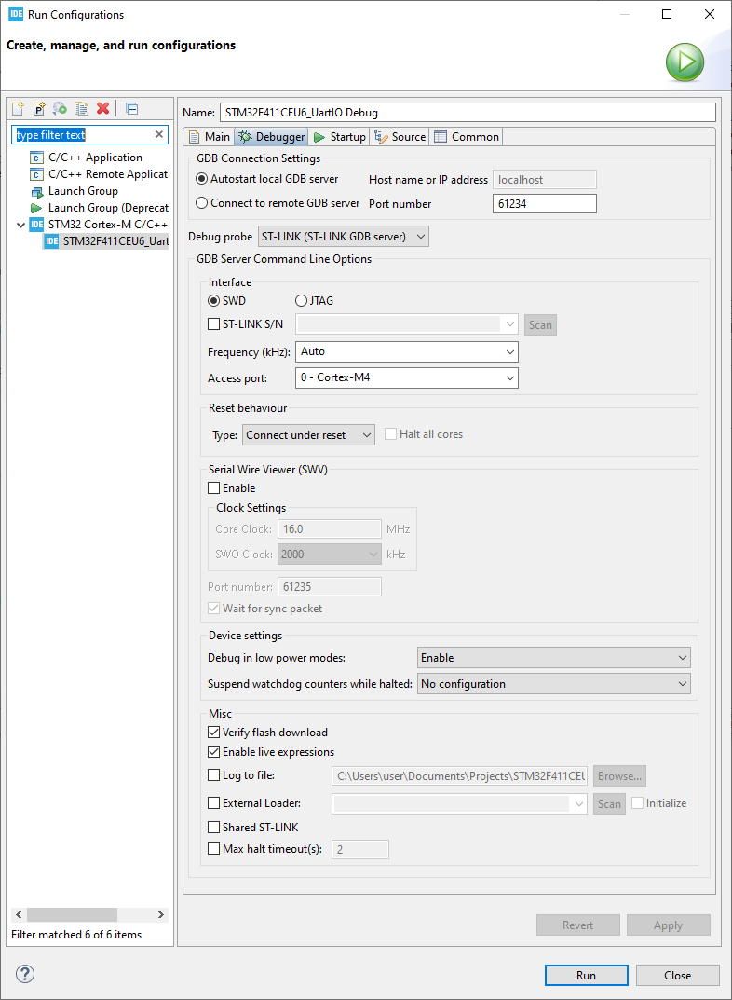 IDE Run Configurations
Create, manage, and run configurations
type filter text
C/C++ Application
C/C++ Remote Applicat
Launch Group
Launch Group (Deprecat
IDE STM32 Cortex-M C/C++
IDE STM32F411CEU6_Uart
Filter matched 6 of 6 items
Name: STM32F411CEU6_UartIO Debug
Main Debugger Startup Source Common
GDB Connection Settings
Autostart local GDB server Host name or IP address localhost
Connect to remote GDB server Port number 61234
Debug probe ST-LINK (ST-LINK GDB server)
GDB Server Command Line Options
Interface
SWD JTAG
ST-LINK S/N Scan
Frequency (kHz): Auto
Access port: 0 - Cortex-M4
Reset behaviour
Type: Connect under reset Halt all cores
Serial Wire Viewer (SWV)
Enable
Clock Settings
Core Clock: 16.0 MHz
SWO Clock: 2000 kHz
Port number: 61235
Wait for sync packet
Device settings
Debug in low power modes: Enable
Suspend watchdog counters while halted: No configuration
Misc
Verify flash download
Enable live expressions
Log to file: C:\Users\user\Documents\Projects\STM32F411CEU Browse...
External Loader: Scan Initialize
Shared ST-LINK
Max halt timeout(s): 2
Revert Apply
? Run Close